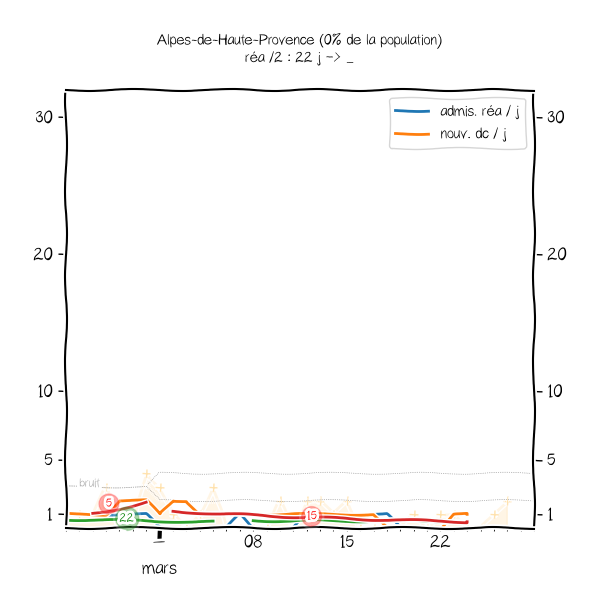 Alpes-de-Haute-Provence (0% de la population)
réa /2 : 22 j -> _
admis. réa / j
nouv. dc / j
30 30
20 20
10 10
5 5
... bruit ...
5
22
15
1 1
08 15 22
mars